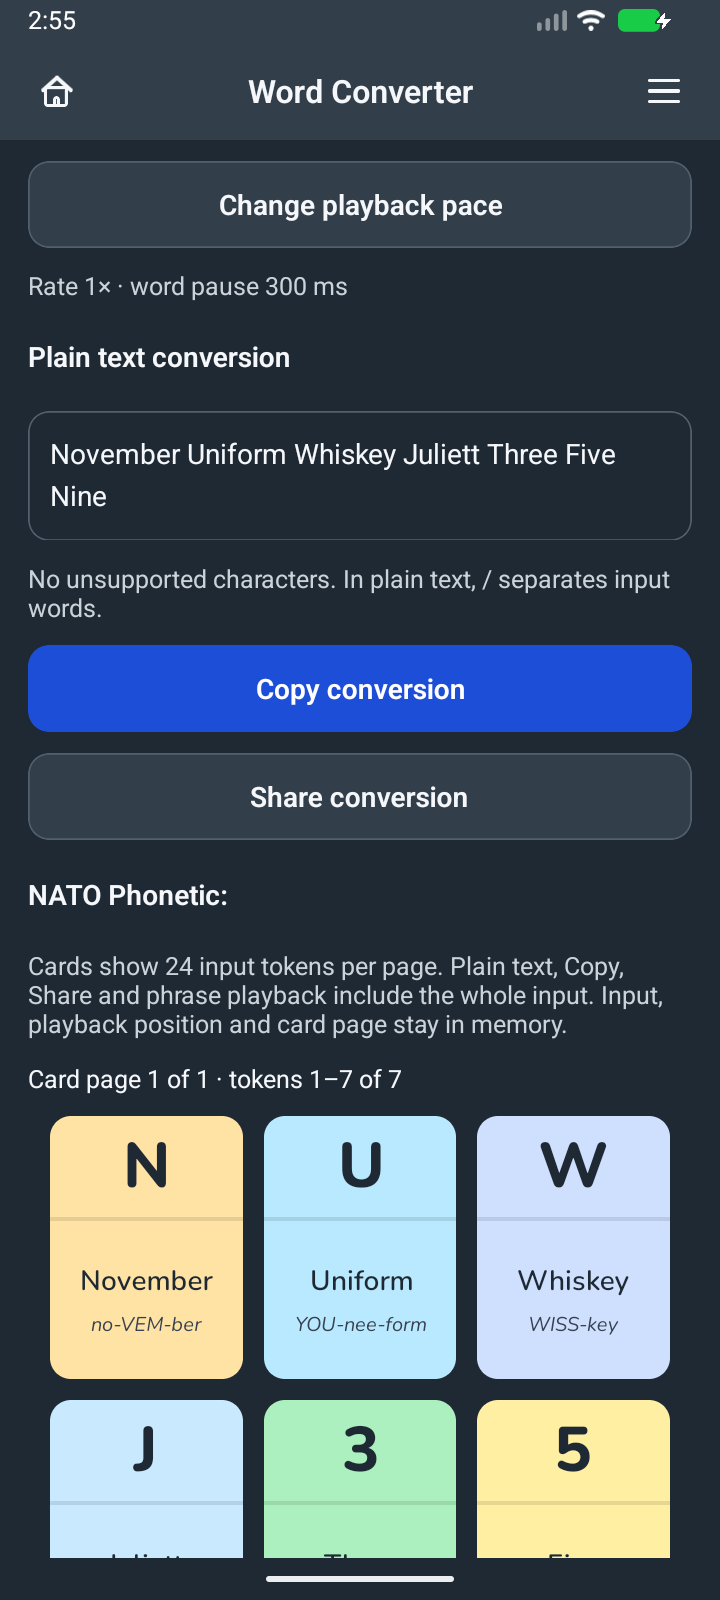 2:55
Word Converter
Change playback pace
Rate 1× · word pause 300 ms
Plain text conversion
November Uniform Whiskey Juliett Three Five
Nine
No unsupported characters. In plain text, / separates input
words.
Copy conversion
Share conversion
NATO Phonetic:
Cards show 24 input tokens per page. Plain text, Copy,
Share and phrase playback include the whole input. Input,
playback position and card page stay in memory.
Card page 1 of 1 · tokens 1–7 of 7
N U W
November Uniform Whiskey
no-VEM-ber YOU-nee-form WISS-key
J 3 5